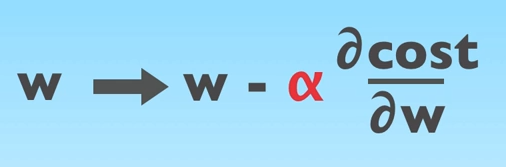 w → w - α ∂cost/∂w